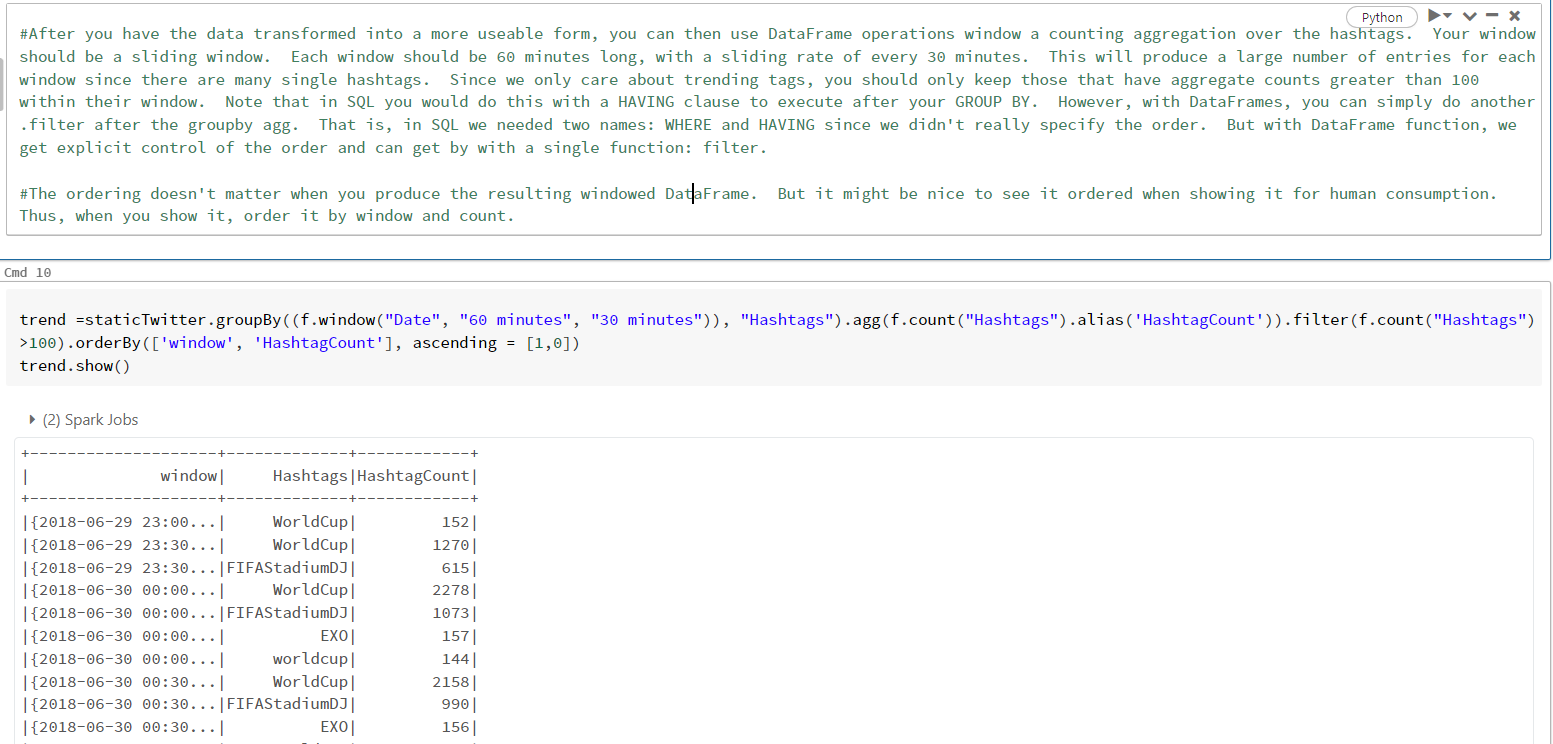 Python
#After you have the data transformed into a more useable form, you can then use DataFrame operations window a counting aggregation over the hashtags.  Your window
should be a sliding window.  Each window should be 60 minutes long, with a sliding rate of every 30 minutes.  This will produce a large number of entries for each
window since there are many single hashtags.  Since we only care about trending tags, you should only keep those that have aggregate counts greater than 100
within their window.  Note that in SQL you would do this with a HAVING clause to execute after your GROUP BY.  However, with DataFrames, you can simply do another
.filter after the groupby agg.  That is, in SQL we needed two names: WHERE and HAVING since we didn't really specify the order.  But with DataFrame function, we
get explicit control of the order and can get by with a single function: filter.
#The ordering doesn't matter when you produce the resulting windowed DataFrame.  But it might be nice to see it ordered when showing it for human consumption.
Thus, when you show it, order it by window and count.
Cmd 10
trend =staticTwitter.groupBy((f.window("Date", "60 minutes", "30 minutes")), "Hashtags").agg(f.count("Hashtags").alias('HashtagCount')).filter(f.count("Hashtags")
>100).orderBy(['window', 'HashtagCount'], ascending = [1,0])
trend.show()
(2) Spark Jobs
+--------------------+-------------+------------+
|              window|     Hashtags|HashtagCount|
+--------------------+-------------+------------+
|{2018-06-29 23:00...|     WorldCup|         152|
|{2018-06-29 23:30...|     WorldCup|        1270|
|{2018-06-29 23:30...|FIFAStadiumDJ|         615|
|{2018-06-30 00:00...|     WorldCup|        2278|
|{2018-06-30 00:00...|FIFAStadiumDJ|        1073|
|{2018-06-30 00:00...|          EXO|         157|
|{2018-06-30 00:00...|     worldcup|         144|
|{2018-06-30 00:30...|     WorldCup|        2158|
|{2018-06-30 00:30...|FIFAStadiumDJ|         990|
|{2018-06-30 00:30...|          EXO|         156|